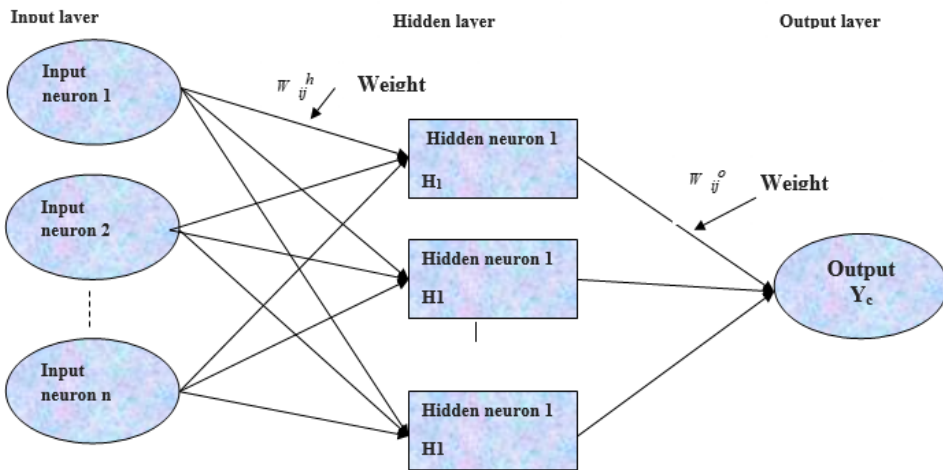 Input layer
Hidden layer
Output layer
Input
neuron 1
W ij h
Weight
Hidden neuron 1
H1
Input
neuron 2
W ij o
Weight
Hidden neuron 1
H1
Output
Yc
Input
neuron n
Hidden neuron 1
H1